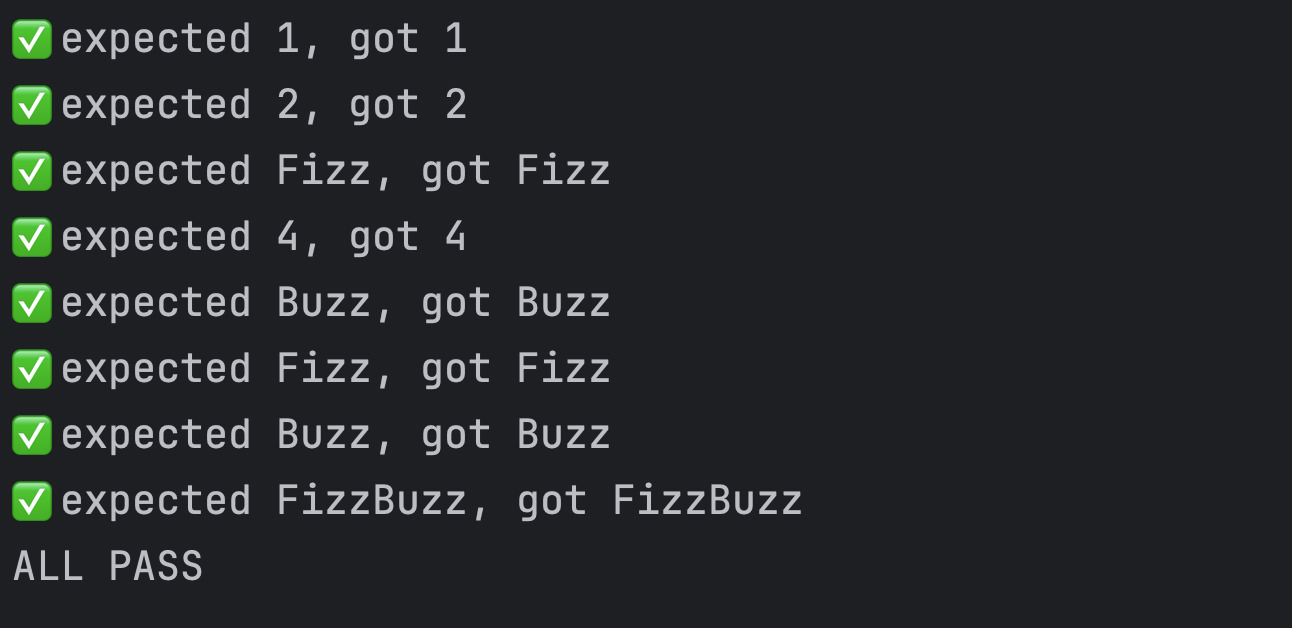 ✅ expected 1, got 1
✅ expected 2, got 2
✅ expected Fizz, got Fizz
✅ expected 4, got 4
✅ expected Buzz, got Buzz
✅ expected Fizz, got Fizz
✅ expected Buzz, got Buzz
✅ expected FizzBuzz, got FizzBuzz
ALL PASS